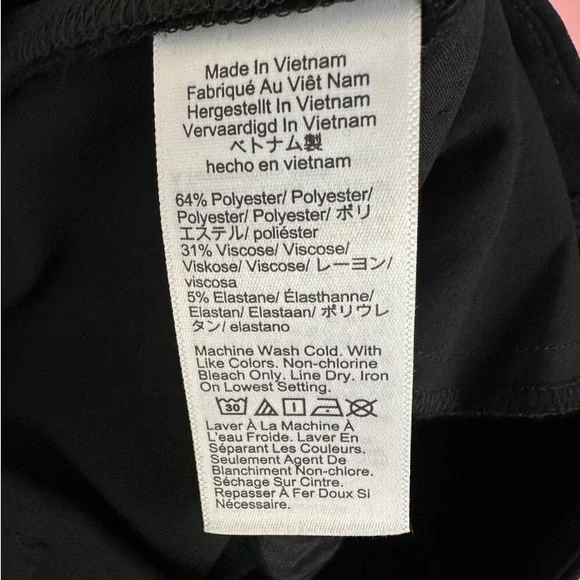 Made In Vietnam
Fabriqué Au Viêt Nam
Hergestellt In Vietnam
Vervaardigd In Vietnam
ベトナム製
hecho en vietnam
64% Polyester/ Polyester/
Polyester/ Polyester/ ポリ
エステル/ poliéster
31% Viscose/ Viscose/
Viskose/ Viscose/ レーヨン/
viscosa
5% Elastane/ Élasthanne/
Elastan/ Elastaan/ ポリウレ
タン/ elastano
Machine Wash Cold. With
Like Colors. Non-chlorine
Bleach Only. Line Dry. Iron
On Lowest Setting.
30
Laver À La Machine À
L'eau Froide. Laver En
Séparant Les Couleurs.
Seulement Agent De
Blanchiment Non-chlore.
Séchage Sur Cintre.
Repasser À Fer Doux Si
Nécessaire.